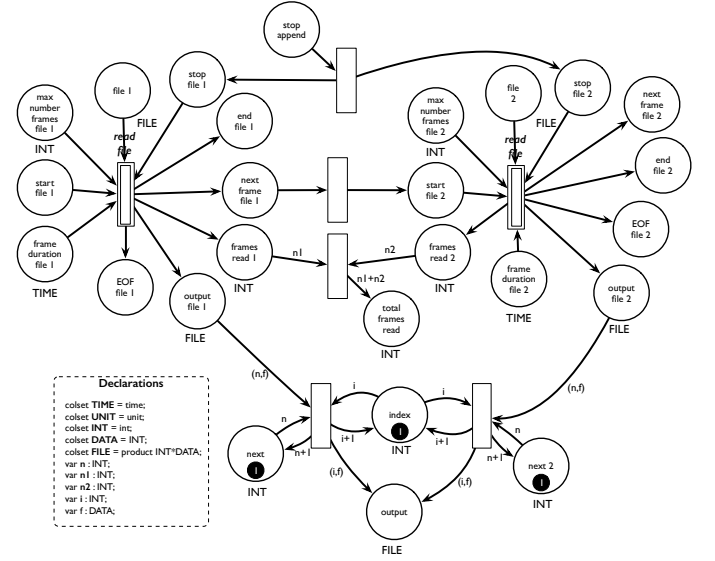 stop
append
max
number
frames
file 1
INT
file 1
FILE
read
file
stop
file 1
end
file 1
start
file 1
next
frame
file 1
frame
duration
file 1
TIME
EOF
file 1
frames
read 1
INT
output
file 1
FILE
max
number
frames
file 2
INT
file
2
FILE
read
file
stop
file 2
next
frame
file 2
end
file 2
start
file 2
EOF
file 2
frames
read 2
INT
frame
duration
file 2
TIME
output
file 2
FILE
n1
n2
n1+n2
total
frames
read
INT
(n,f)
(n,f)
Declarations
colset TIME = time;
colset UNIT = unit;
colset INT = int;
colset DATA = INT;
colset FILE = product INT*DATA;
var n : INT;
var n1 : INT;
var n2 : INT;
var i : INT;
var f : DATA;
next
1
INT
n
n+1
i
i+1
index
1
INT
i
i+1
n
n+1
next 2
1
INT
(i,f)
(i,f)
output
FILE